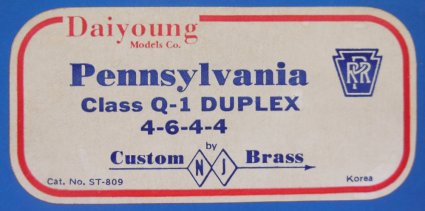 Daiyoung
Models Co.
Pennsylvania
PRR
Class Q-1 DUPLEX
4-6-4-4
by
Custom NJ Brass
Cat. No. ST-809
Korea